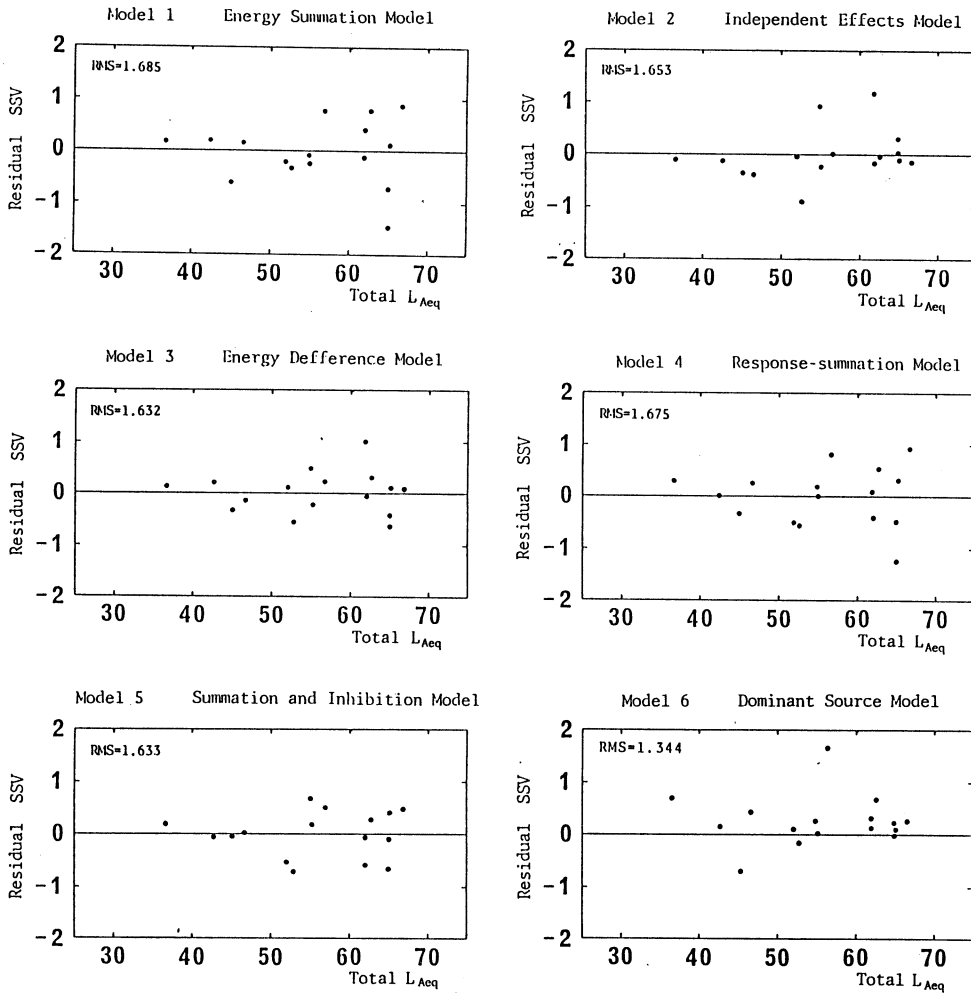 Model 1 Energy Summation Model
2
RMS=1.685
1
0
-1
-2
Residual SSV
30 40 50 60 70
Total LAeq
Model 2 Independent Effects Model
2
RMS=1.653
1
0
-1
-2
Residual SSV
30 40 50 60 70
Total LAeq
Model 3 Energy Defference Model
2
RMS=1.632
1
0
-1
-2
Residual SSV
30 40 50 60 70
Total LAeq
Model 4 Response-summation Model
2
RMS=1.675
1
0
-1
-2
Residual SSV
30 40 50 60 70
Total LAeq
Model 5 Summation and Inhibition Model
2
RMS=1.633
1
0
-1
-2
Residual SSV
30 40 50 60 70
Total LAeq
Model 6 Dominant Source Model
2
RMS=1.344
1
0
-1
-2
Residual SSV
30 40 50 60 70
Total LAeq